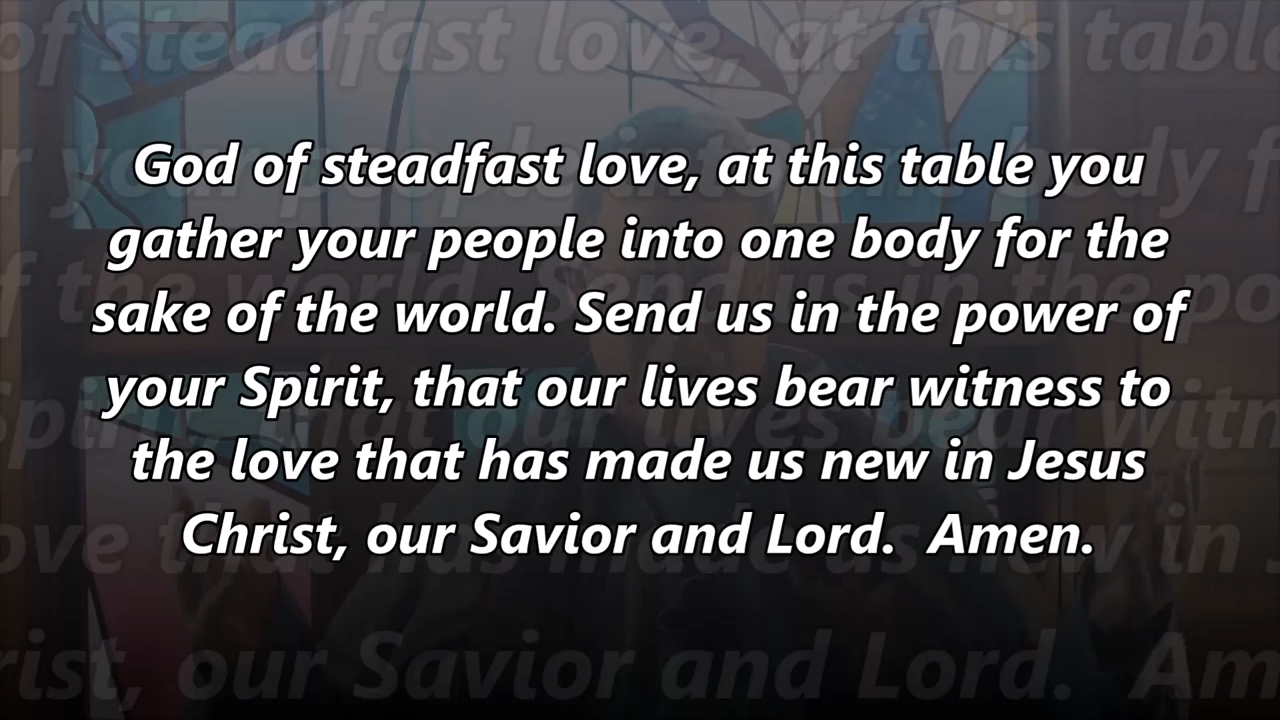 God of steadfast love, at this table you
gather your people into one body for the
sake of the world. Send us in the power of
your Spirit, that our lives bear witness to
the love that has made us new in Jesus
Christ, our Savior and Lord.  Amen.